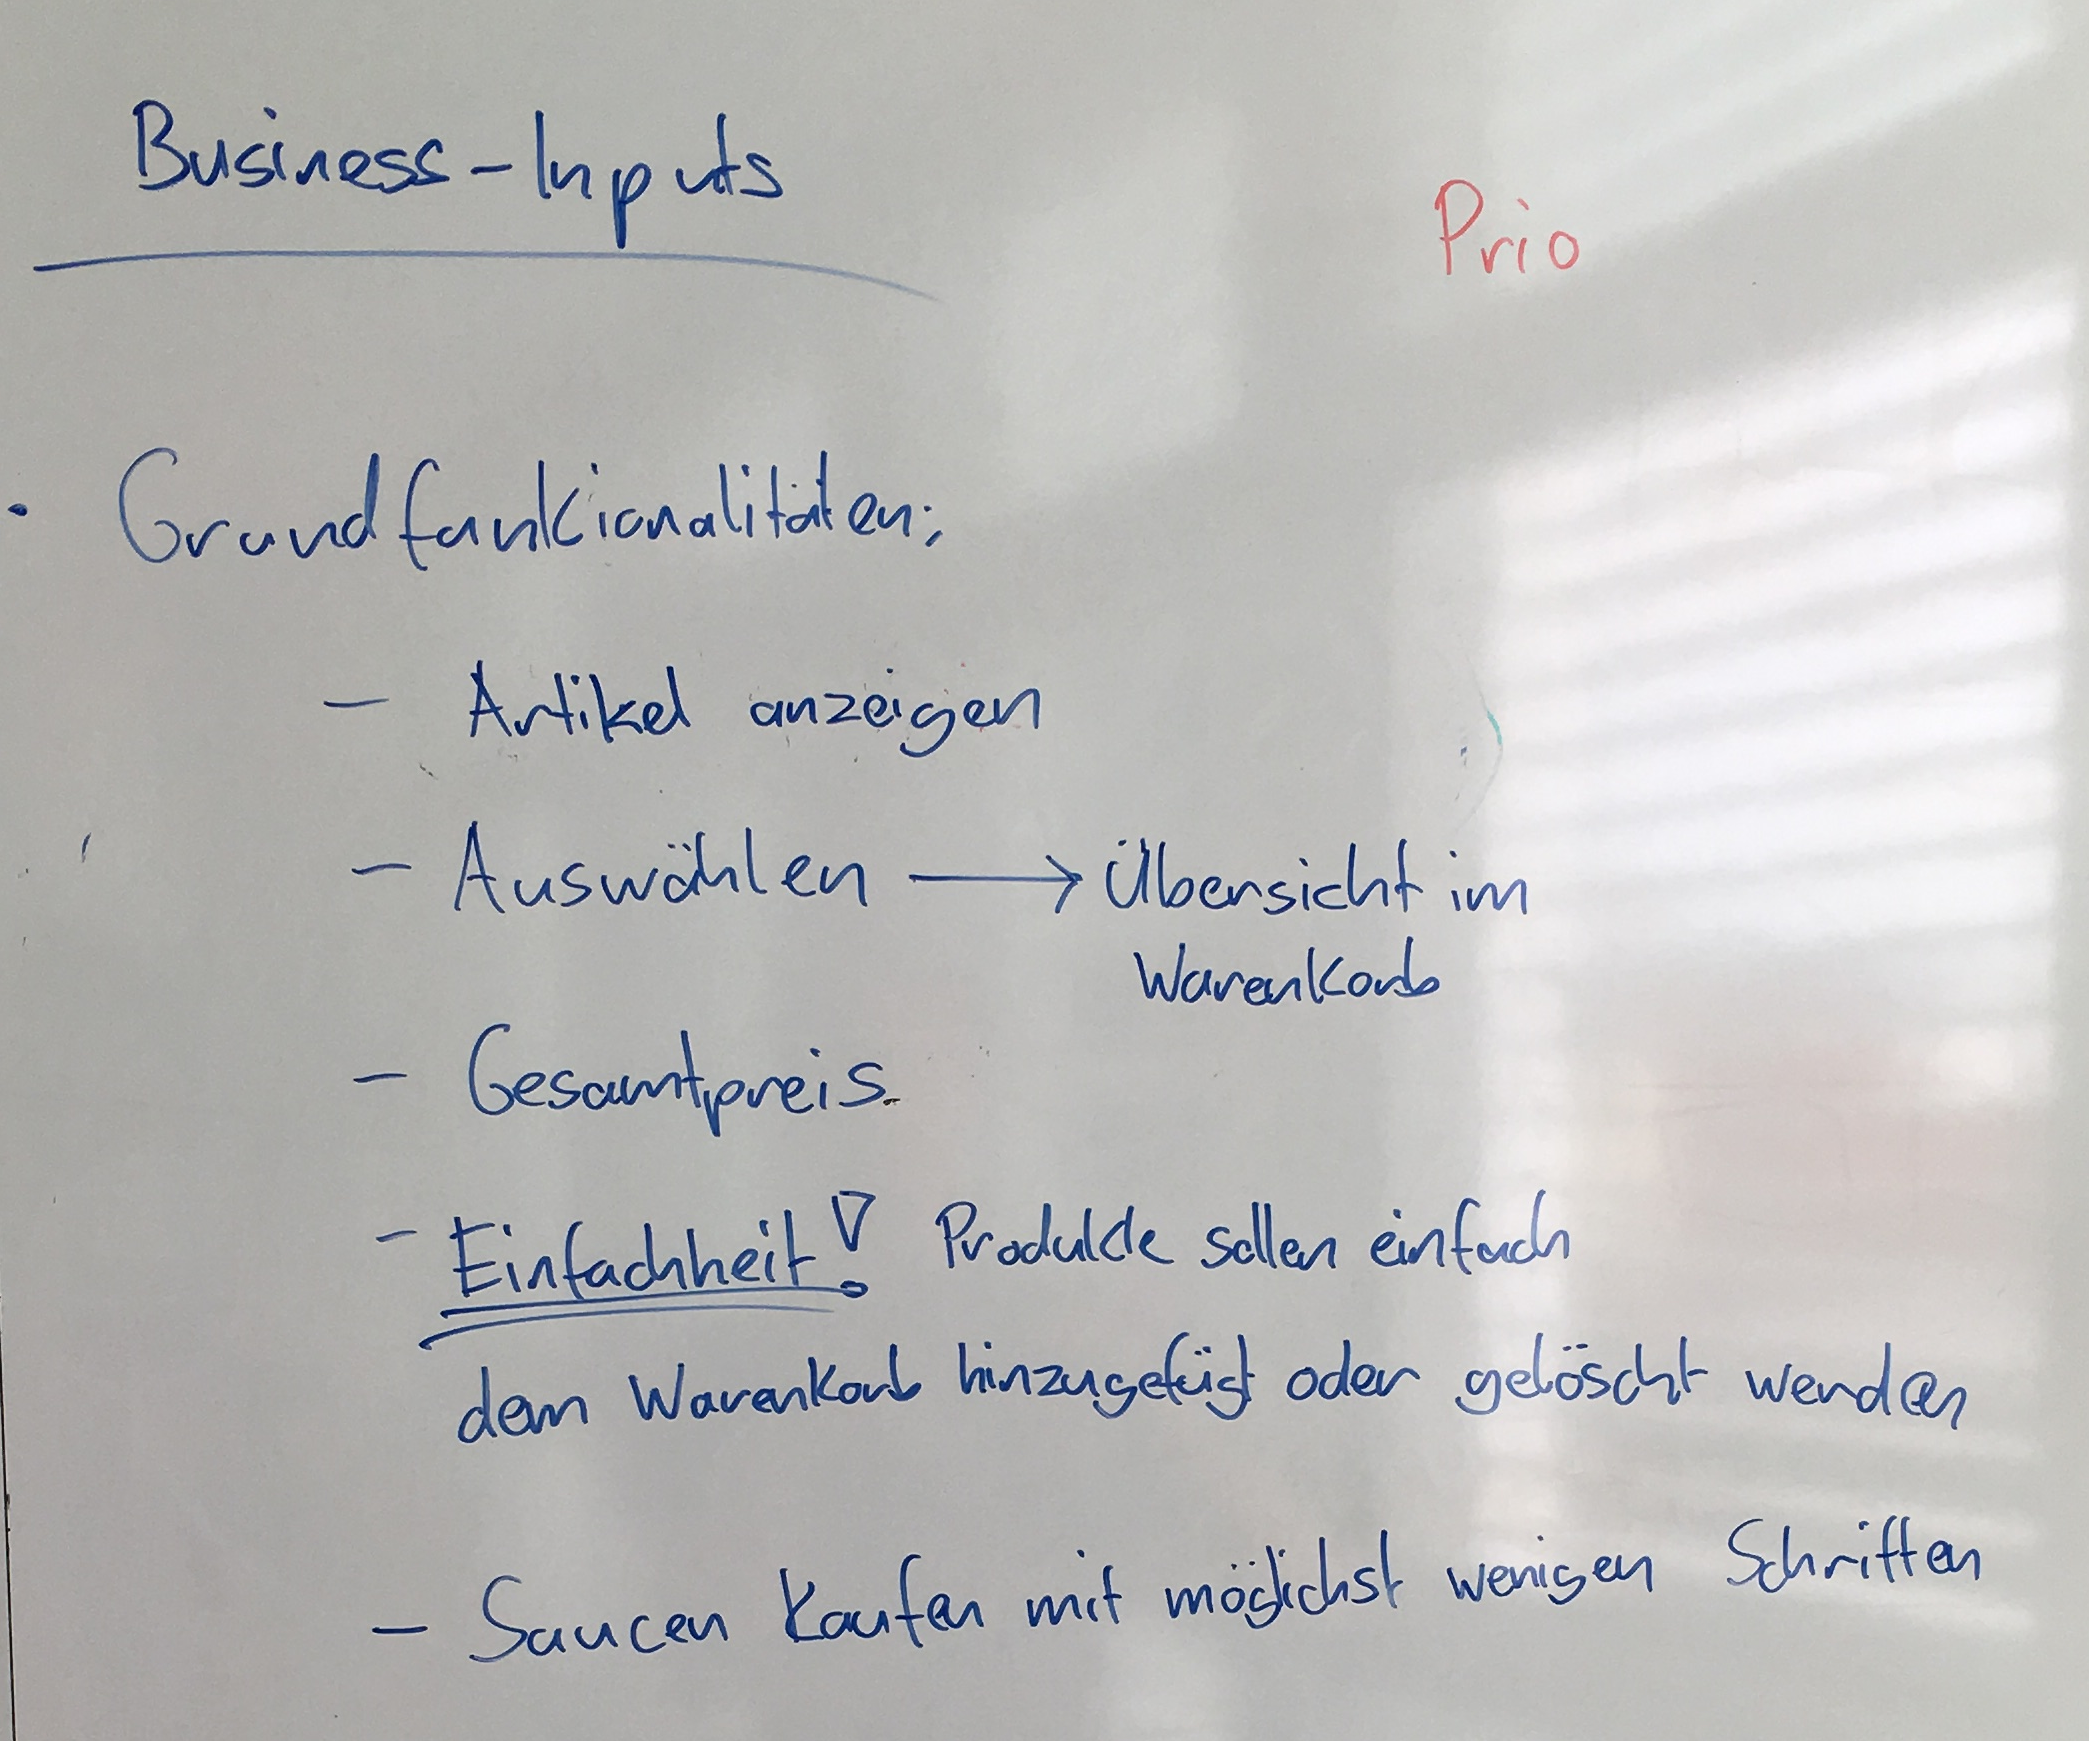 Business-Inputs
Prio
• Grundfunkionalitäten:
- Artikel anzeigen
- Auswählen → Übersicht im
Warenkorb
- Gesamtpreis.
- Einfachheit! Produkte sollen einfach
dem Warenkorb hinzugefügt oder gelöscht werden
- Saucen Kaufen mit möglichst wenigen Schritten